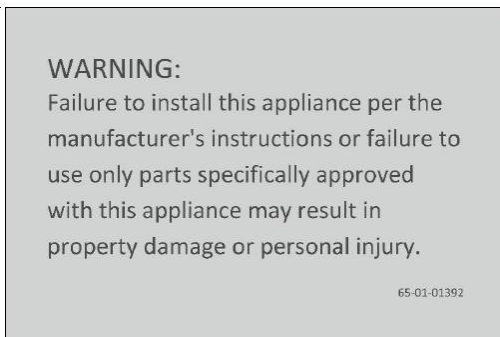 WARNING:
Failure to install this appliance per the
manufacturer's instructions or failure to
use only parts specifically approved
with this appliance may result in
property damage or personal injury.
65-01-01392